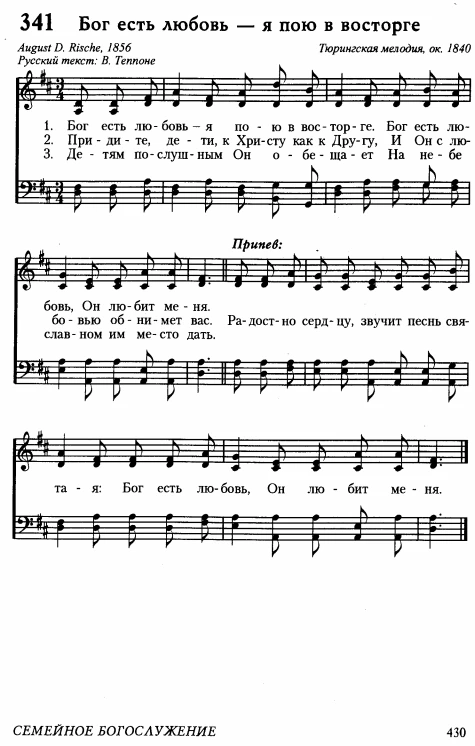 341 Бог есть любовь — я пою в восторге
August D. Rische, 1856
Тюрингская мелодия, ок. 1840
Русский текст: В. Теппоне
1. Бог есть лю-бовь – я по - ю в вос-тор-ге. Бог есть лю-
2. При - ди - те, де - ти, к Хри-сту как к Дру-гу, И Он с лю-
3. Де - тям по-слуш-ным Он о - бе - ща - ет На не - бе
Припев:
бовь, Он лю-бит ме - ня.
бо - вью об - ни-мет вас. Ра-дост-но серд-цу, звучит песнь свя-
слав-ном им ме-сто дать.
та - я: Бог есть лю-бовь, Он лю - бит ме - ня.
СЕМЕЙНОЕ БОГОСЛУЖЕНИЕ
430